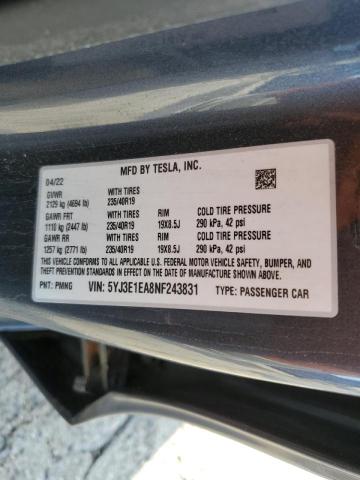 MFD BY TESLA, INC.
04/22
GVWR WITH TIRES
2129 kg (4694 lb) 235/40R19
GAWR FRT WITH TIRES RIM COLD TIRE PRESSURE
1110 kg (2447 lb) 235/40R19 19X8.5J 290 kPa, 42 psi
GAWR RR WITH TIRES RIM COLD TIRE PRESSURE
1257 kg (2771 lb) 235/40R19 19X8.5J 290 kPa, 42 psi
THIS VEHICLE CONFORMS TO ALL APPLICABLE U.S. FEDERAL MOTOR VEHICLE SAFETY, BUMPER, AND
THEFT PREVENTION STANDARDS IN EFFECT ON THE DATE OF MANUFACTURE SHOWN ABOVE.
PNT: PMNG VIN: 5YJ3E1EA8NF243831 TYPE: PASSENGER CAR